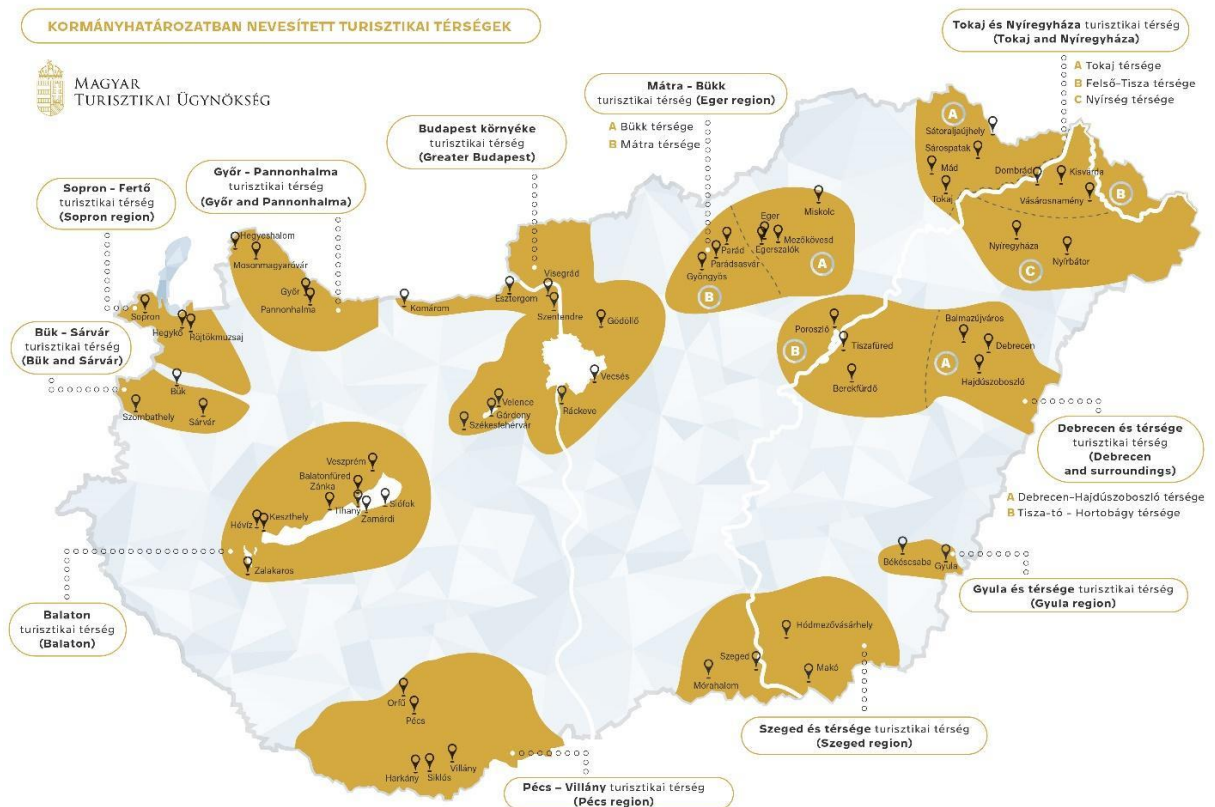 KORMÁNYHATÁROZATBAN NEVESÍTETT TURISZTIKAI TÉRSÉGEK
MAGYAR
TURISZTIKAI ÜGYNÖKSÉG
Sopron – Fertő
turisztikai térség
(Sopron region)
Győr – Pannonhalma
turisztikai térség
(Győr and Pannonhalma)
Budapest környéke
turisztikai térség
(Greater Budapest)
Mátra – Bükk
turisztikai térség (Eger region)
A Bükk térsége
B Mátra térsége
Tokaj és Nyíregyháza turisztikai térség
(Tokaj and Nyíregyháza)
A Tokaj térsége
B Felső-Tisza térsége
C Nyírség térsége
Bük – Sárvár
turisztikai térség
(Bük and Sárvár)
Balaton
turisztikai térség
(Balaton)
Pécs – Villány turisztikai térség
(Pécs region)
Szeged és térsége turisztikai térség
(Szeged region)
Gyula és térsége turisztikai térség
(Gyula region)
Debrecen és térsége
turisztikai térség
(Debrecen
and surroundings)
A Debrecen-Hajdúszoboszló térsége
B Tisza-tó – Hortobágy térsége
Hegyeshalom
Mosonmagyaróvár
Győr
Pannonhalma
Sopron
Hegykő
Röjtökmuzsaj
Bük
Szombathely
Sárvár
Komárom
Esztergom
Visegrád
Szentendre
Gödöllő
Vecsés
Ráckeve
Velence
Gárdony
Székesfehérvár
Veszprém
Balatonfüred
Zánka
Tihany
Siófok
Zamárdi
Keszthely
Hévíz
Zalakaros
Orfű
Pécs
Harkány
Siklós
Villány
Miskolc
Eger
Mezőkövesd
Egerszalók
Parád
Parádsasvár
Gyöngyös
A
B
A
Sátoraljaújhely
Sárospatak
Mád
Tokaj
Dombrád
Kisvárda
Vásárosnamény
B
Nyíregyháza
Nyírbátor
C
Poroszló
Tiszafüred
Berekfürdő
B
Balmazújváros
Debrecen
Hajdúszoboszló
A
Békéscsaba
Gyula
Hódmezővásárhely
Szeged
Makó
Mórahalom